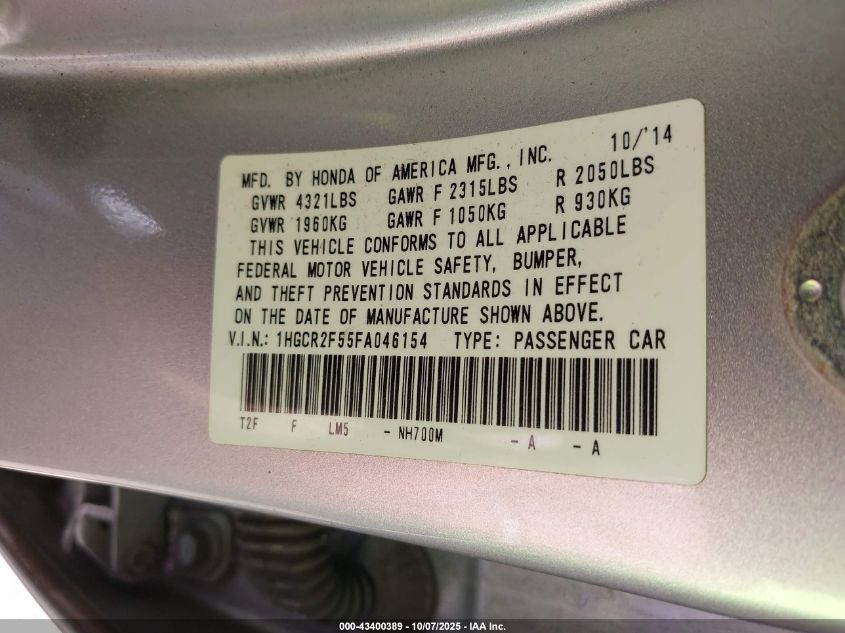 MFD. BY HONDA OF AMERICA MFG., INC. 10/'14
GVWR 4321LBS GAWR F 2315LBS R 2050LBS
GVWR 1960KG GAWR F 1050KG R 930KG
THIS VEHICLE CONFORMS TO ALL APPLICABLE
FEDERAL MOTOR VEHICLE SAFETY, BUMPER,
AND THEFT PREVENTION STANDARDS IN EFFECT
ON THE DATE OF MANUFACTURE SHOWN ABOVE.
V.I.N.: 1HGCR2F55FA046154 TYPE: PASSENGER CAR
T2F F LM5 - NH700M - A - A
000-43400389 - 10/07/2025 - IAA Inc.